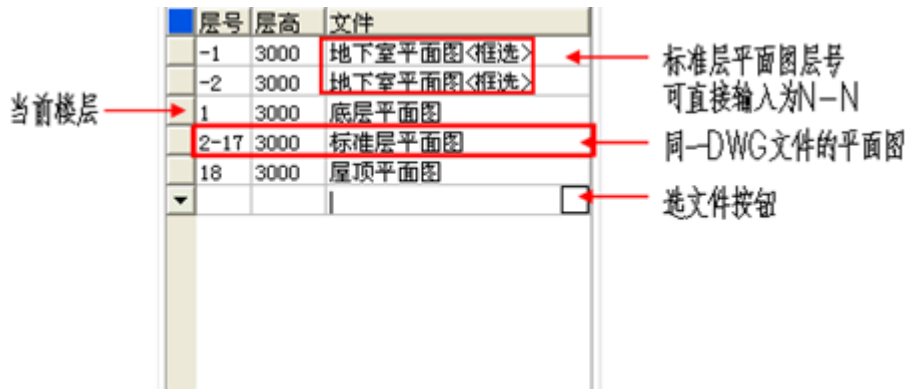 层号 层高 文件
-1 3000 地下室平面图<框选>
-2 3000 地下室平面图<框选>
1 3000 底层平面图
2-17 3000 标准层平面图
18 3000 屋顶平面图
当前楼层
标准层平面图层号
可直接输入为N-N
同一DWG文件的平面图
选文件按钮